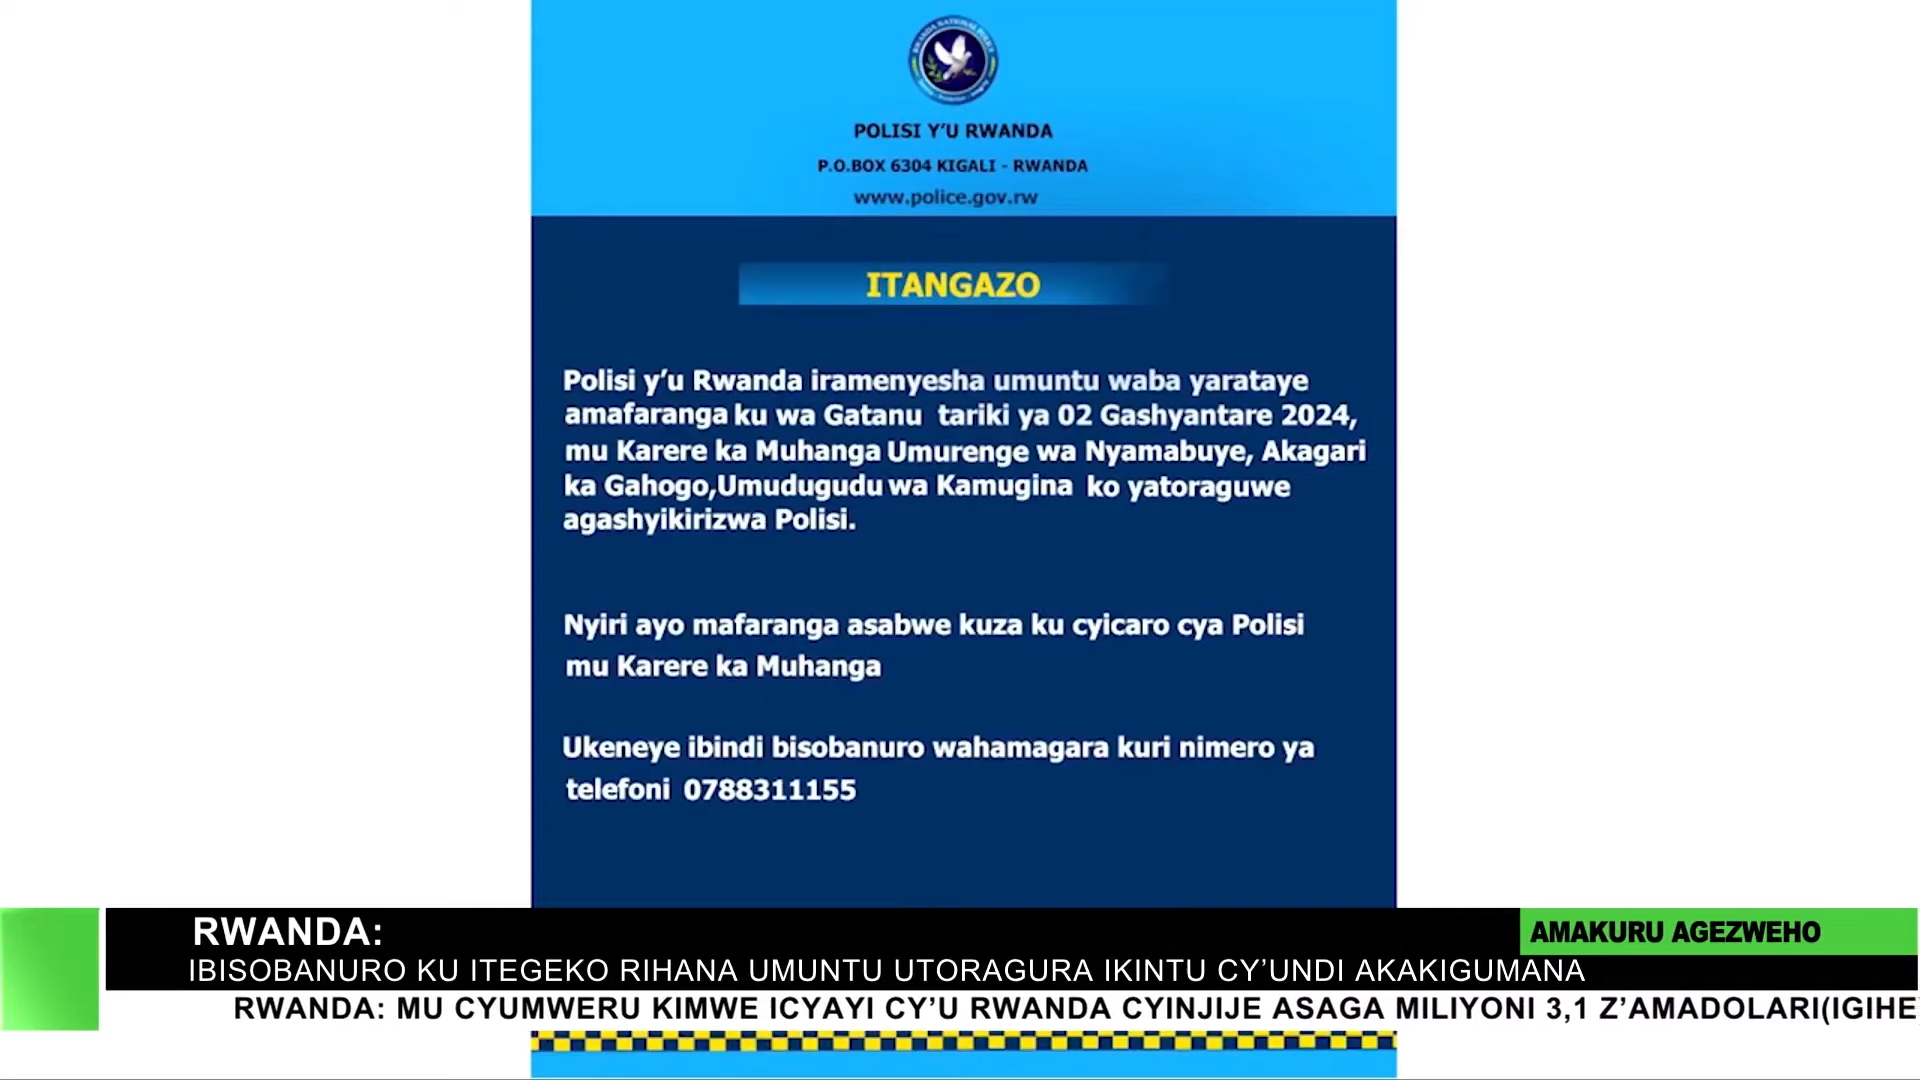 RWANDA NATIONAL POLICE
POLISI Y’U RWANDA
P.O.BOX 6304 KIGALI - RWANDA
www.police.gov.rw
ITANGAZO
Polisi y’u Rwanda iramenyesha umuntu waba yarataye
amafaranga ku wa Gatanu tariki ya 02 Gashyantare 2024,
mu Karere ka Muhanga Umurenge wa Nyamabuye, Akagari
ka Gahogo,Umudugudu wa Kamugina ko yatoraguwe
agashyikirizwa Polisi.
Nyiri ayo mafaranga asabwe kuza ku cyicaro cya Polisi
mu Karere ka Muhanga
Ukeneye ibindi bisobanuro wahamagara kuri nimero ya
telefoni 0788311155
RWANDA:
AMAKURU AGEZWEHO
IBISOBANURO KU ITEGEKO RIHANA UMUNTU UTORAGURA IKINTU CY’UNDI AKAKIGUMANA
RWANDA: MU CYUMWERU KIMWE ICYAYI CY’U RWANDA CYINJIJE ASAGA MILIYONI 3,1 Z’AMADOLARI(IGIHE